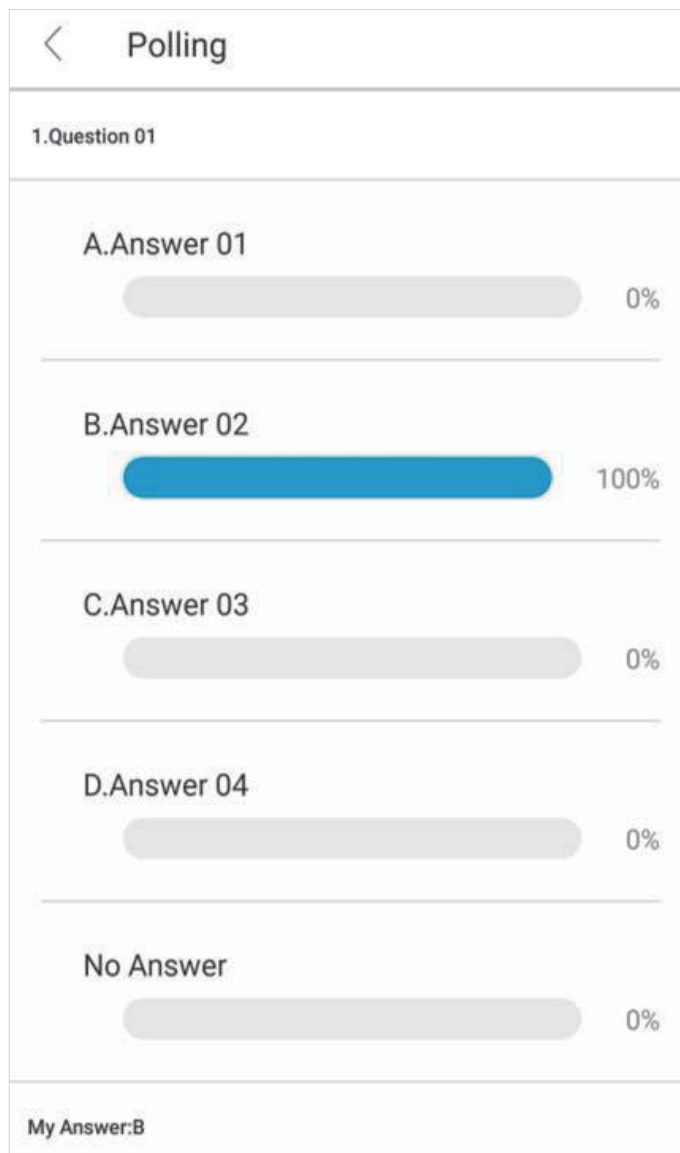 Polling
1.Question 01
A.Answer 01
0%
B.Answer 02
100%
C.Answer 03
0%
D.Answer 04
0%
No Answer
0%
My Answer:B